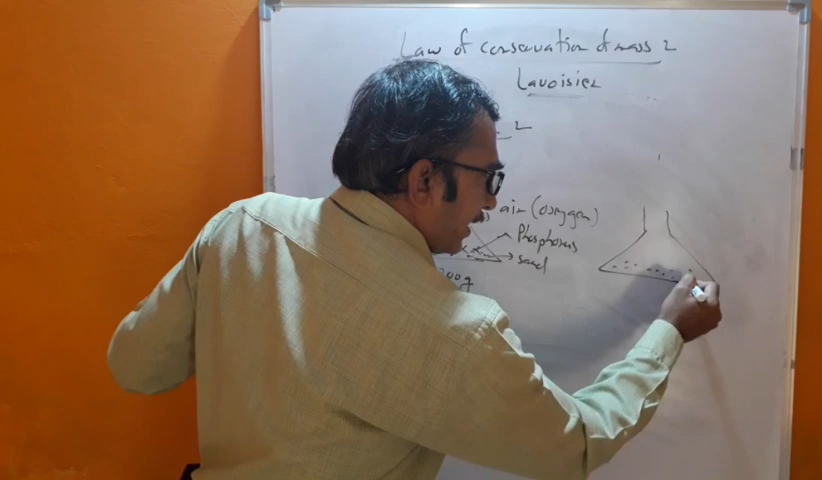 Law of conservation of mass 2
Lavoisier
2
air (oxygen)
Phosphorus
sand